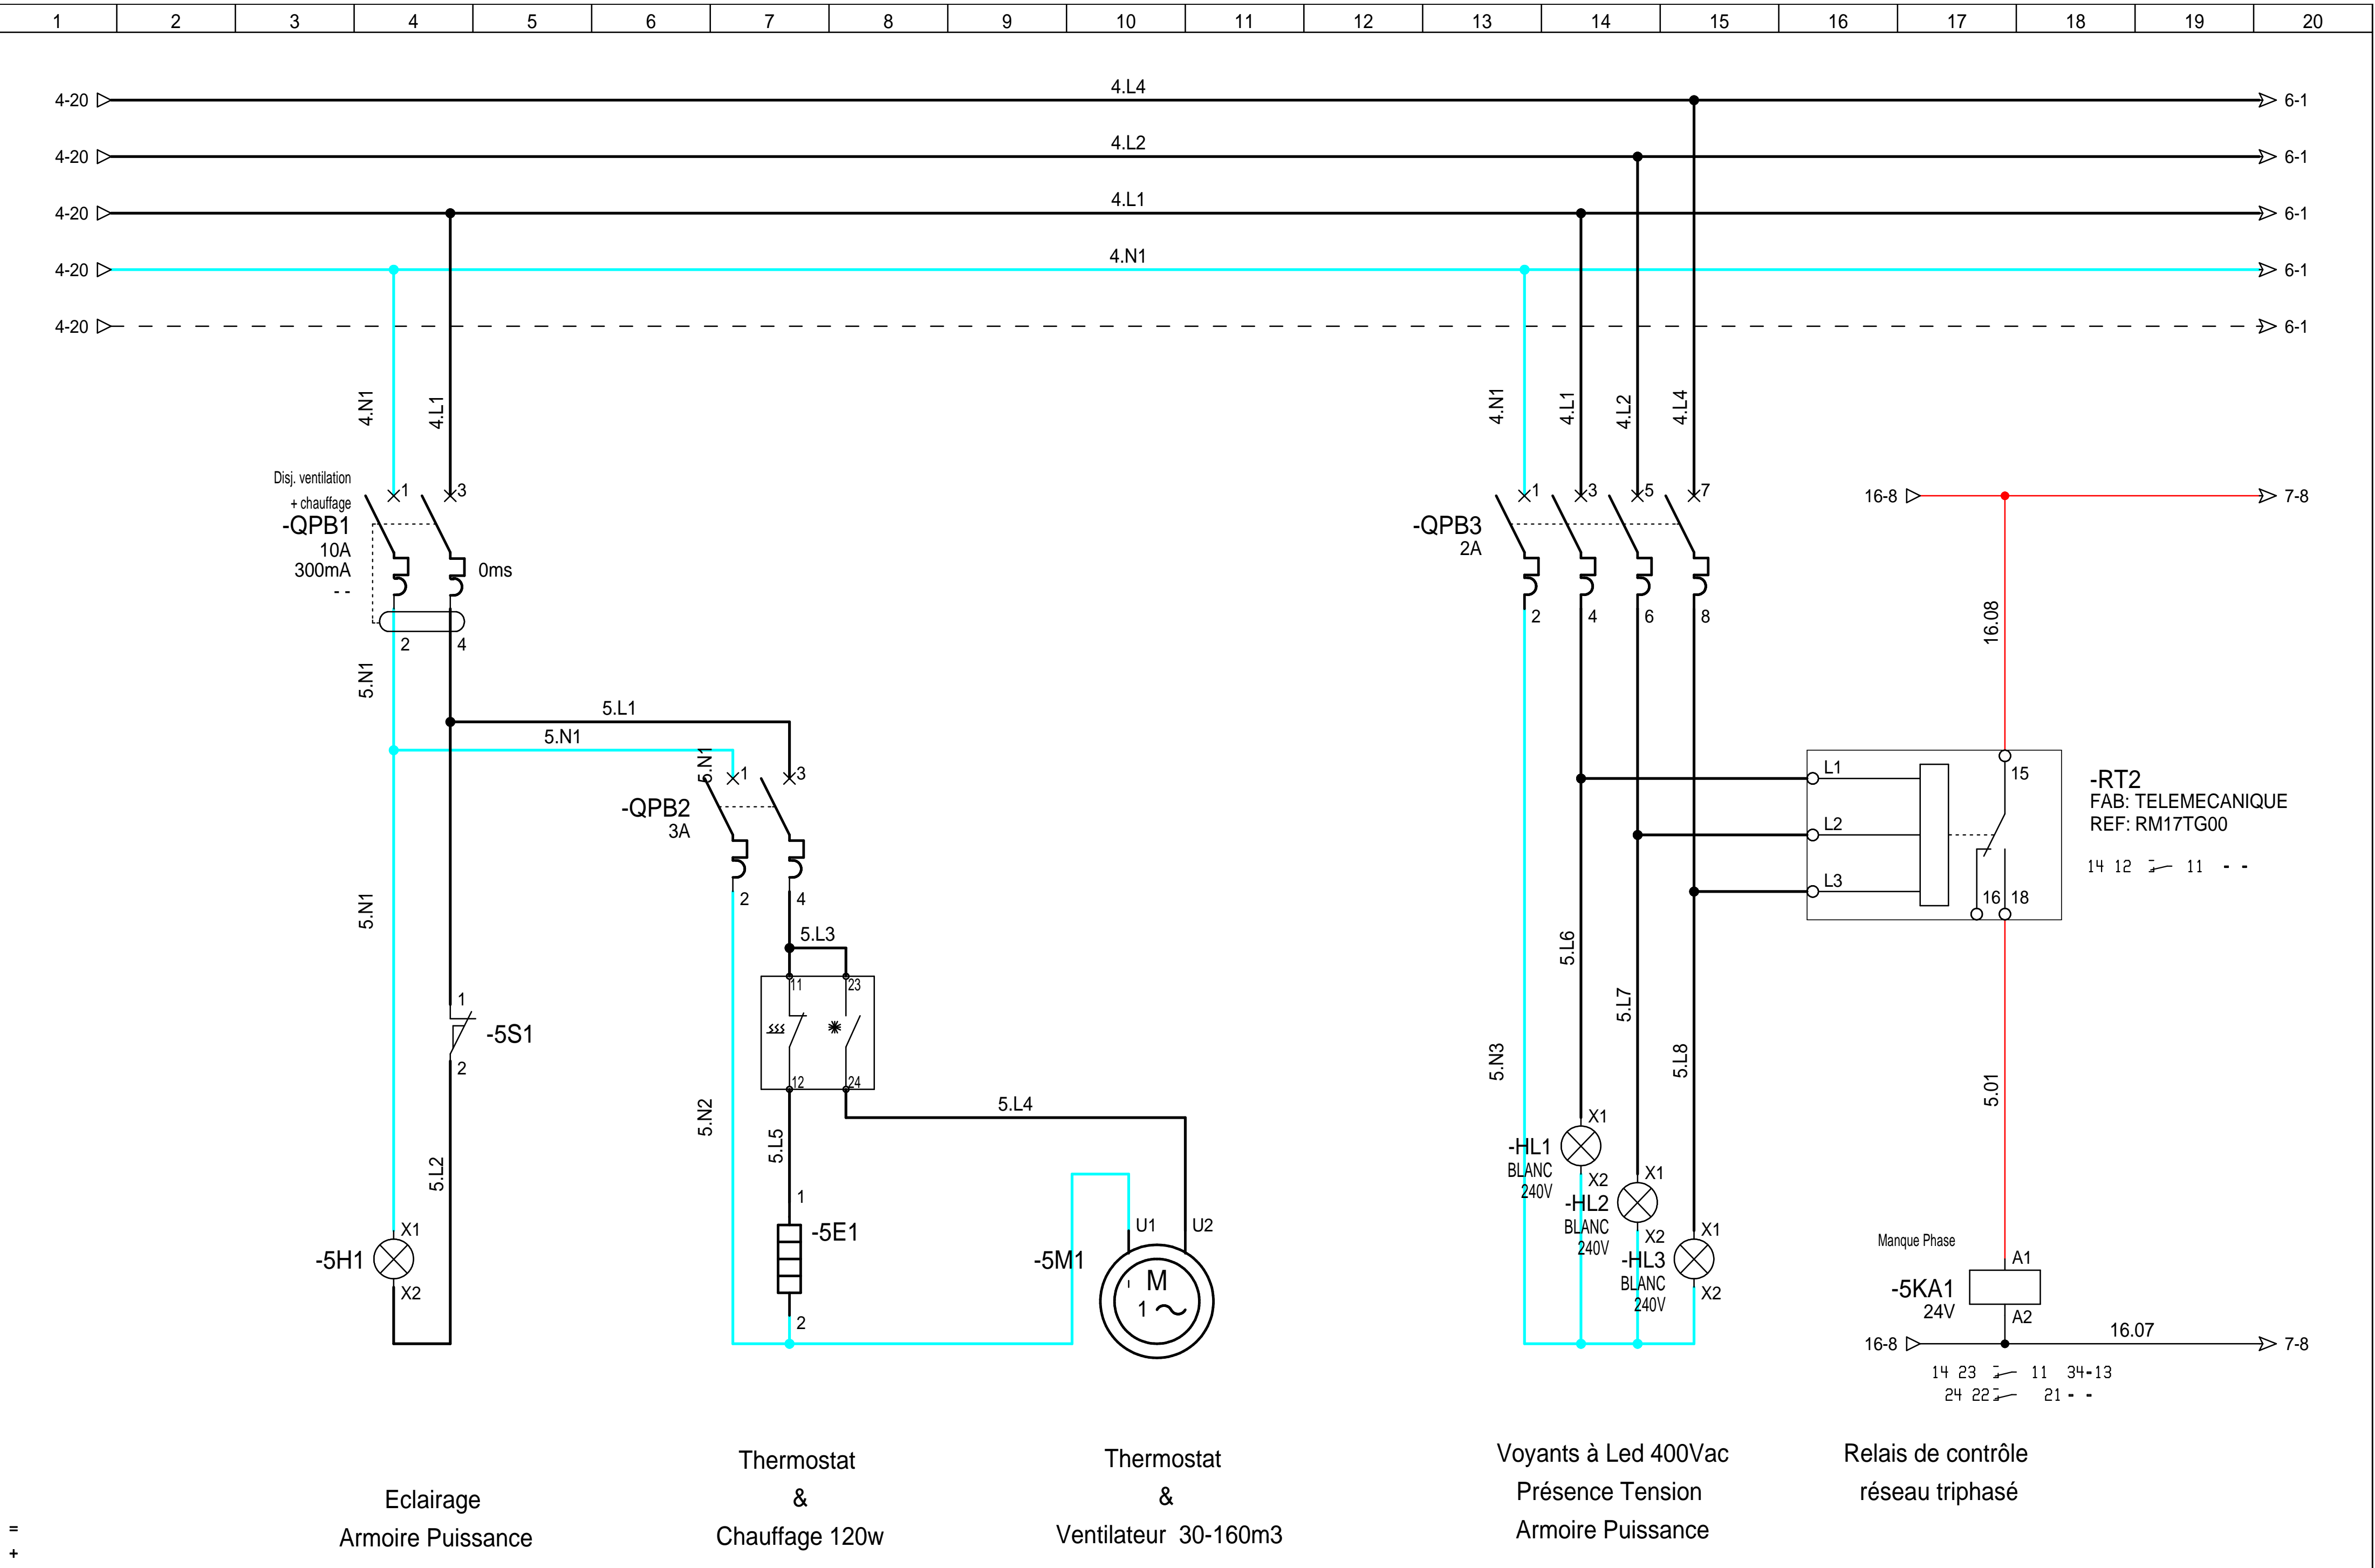 1 2 3 4 5 6 7 8 9 10 11 12 13 14 15 16 17 18 19 20
4-20 4.L4 6-1
4-20 4.L2 6-1
4-20 4.L1 6-1
4-20 4.N1 6-1
4-20 6-1
4.N1
4.L1
4.N1
4.L1
4.L2
4.L4
Disj. ventilation
+ chauffage
-QPB1
10A
300mA
- -
1 3
0ms
2 4
-QPB3
2A
1 3 5 7
2 4 6 8
16-8 7-8
16.08
5.N1
5.L1
5.N1
5.N1
-QPB2
3A
1 3
2 4
5.L3
11 23
12 24
5.N1
1
-5S1
2
5.L2
5.N2
5.L5
5.L4
X1
-5H1
X2
1
-5E1
2
-5M1
U1 U2
M
1
5.N3
5.L6
5.L7
5.L8
X1
-HL1
BLANC
240V
X2
X1
-HL2
BLANC
240V
X2
X1
-HL3
BLANC
240V
X2
L1
L2
L3
15
16 18
-RT2
FAB: TELEMECANIQUE
REF: RM17TG00
14 12 11 - -
5.01
Manque Phase
-5KA1
24V
A1
A2
16-8 16.07 7-8
14 23 11 34-13
24 22 21 - -
Eclairage
Armoire Puissance
Thermostat
&
Chauffage 120w
Thermostat
&
Ventilateur 30-160m3
Voyants à Led 400Vac
Présence Tension
Armoire Puissance
Relais de contrôle
réseau triphasé
=
+